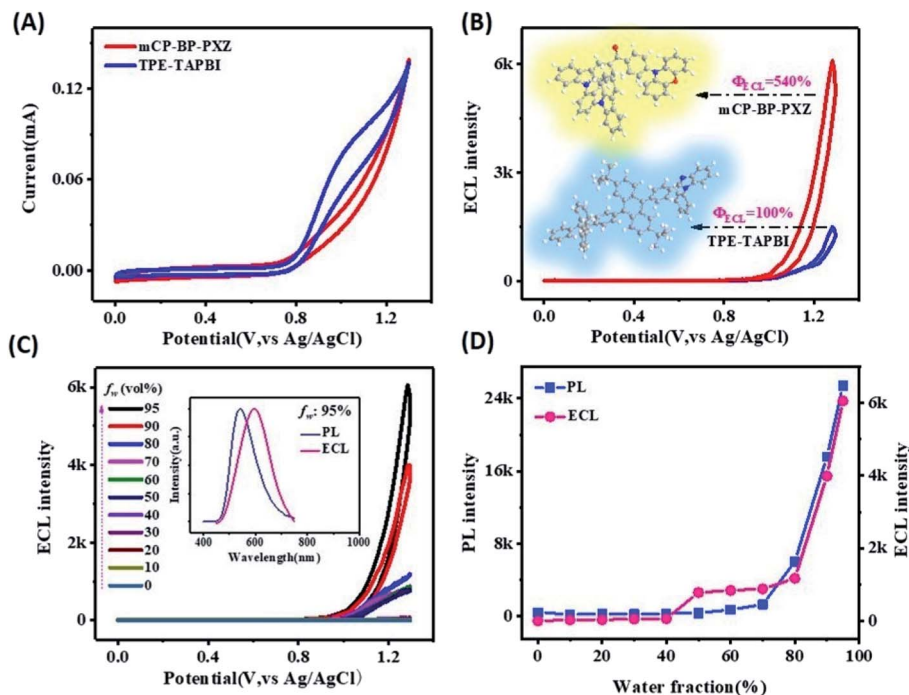 (A)
mCP-BP-PXZ
TPE-TAPBI
Current(mA)
0.12
0.06
0.00
0.0 0.4 0.8 1.2
Potential(V,vs Ag/AgCl)
(B)
ECL intensity
6k
3k
0
Φ_ECL=540%
mCP-BP-PXZ
Φ_ECL=100%
TPE-TAPBI
0.0 0.4 0.8 1.2
Potential(V,vs Ag/AgCl)
(C)
ECL intensity
6k
4k
2k
0
f_w (vol%)
95
90
80
70
60
50
40
30
20
10
0
f_w: 95%
PL
ECL
Intensity(a.u.)
400 600 800 1000
Wavelength(nm)
0.0 0.4 0.8 1.2
Potential(V,vs Ag/AgCl)
(D)
PL
ECL
PL intensity
24k
16k
8k
0
ECL intensity
6k
4k
2k
0
0 20 40 60 80 100
Water fraction(%)